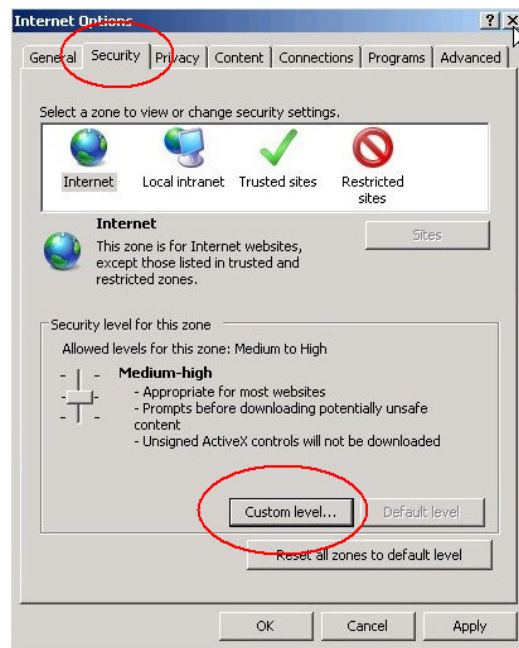 Internet Options
General Security Privacy Content Connections Programs Advanced
Select a zone to view or change security settings.
Internet Local intranet Trusted sites Restricted
sites
Internet
Sites
This zone is for Internet websites,
except those listed in trusted and
restricted zones.
Security level for this zone
Allowed levels for this zone: Medium to High
Medium-high
- Appropriate for most websites
- Prompts before downloading potentially unsafe
content
- Unsigned ActiveX controls will not be downloaded
Custom level... Default level
Reset all zones to default level
OK Cancel Apply